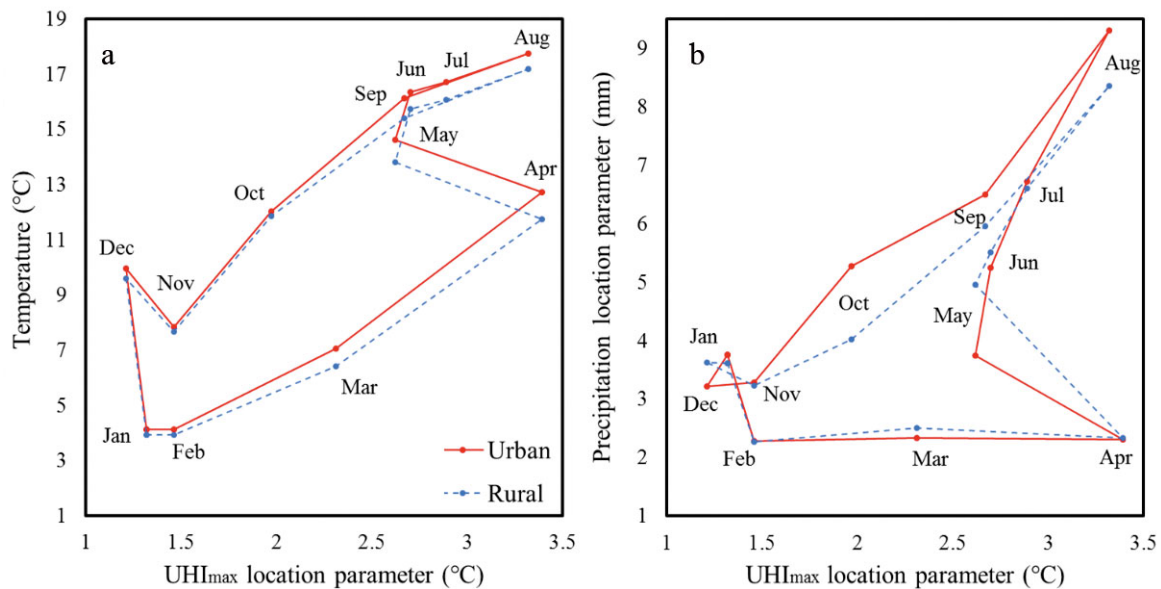 a
Temperature (°C)
19
17
15
13
11
9
7
5
3
1
1
1.5
2
2.5
3
3.5
UHImax location parameter (°C)
Aug
Jul
Jun
Sep
May
Apr
Oct
Dec
Nov
Mar
Jan
Feb
Urban
Rural
b
Precipitation location parameter (mm)
9
8
7
6
5
4
3
2
1
1
1.5
2
2.5
3
3.5
UHImax location parameter (°C)
Aug
Jul
Sep
Jun
Oct
May
Jan
Dec
Nov
Feb
Mar
Apr